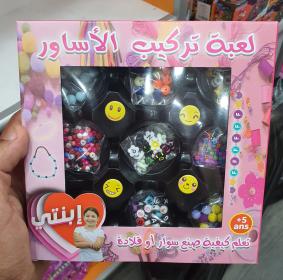 لعبة تركيب الأساور
+5
ans
إبنتي
تعلم كيفية صنع سوار أو قلادة